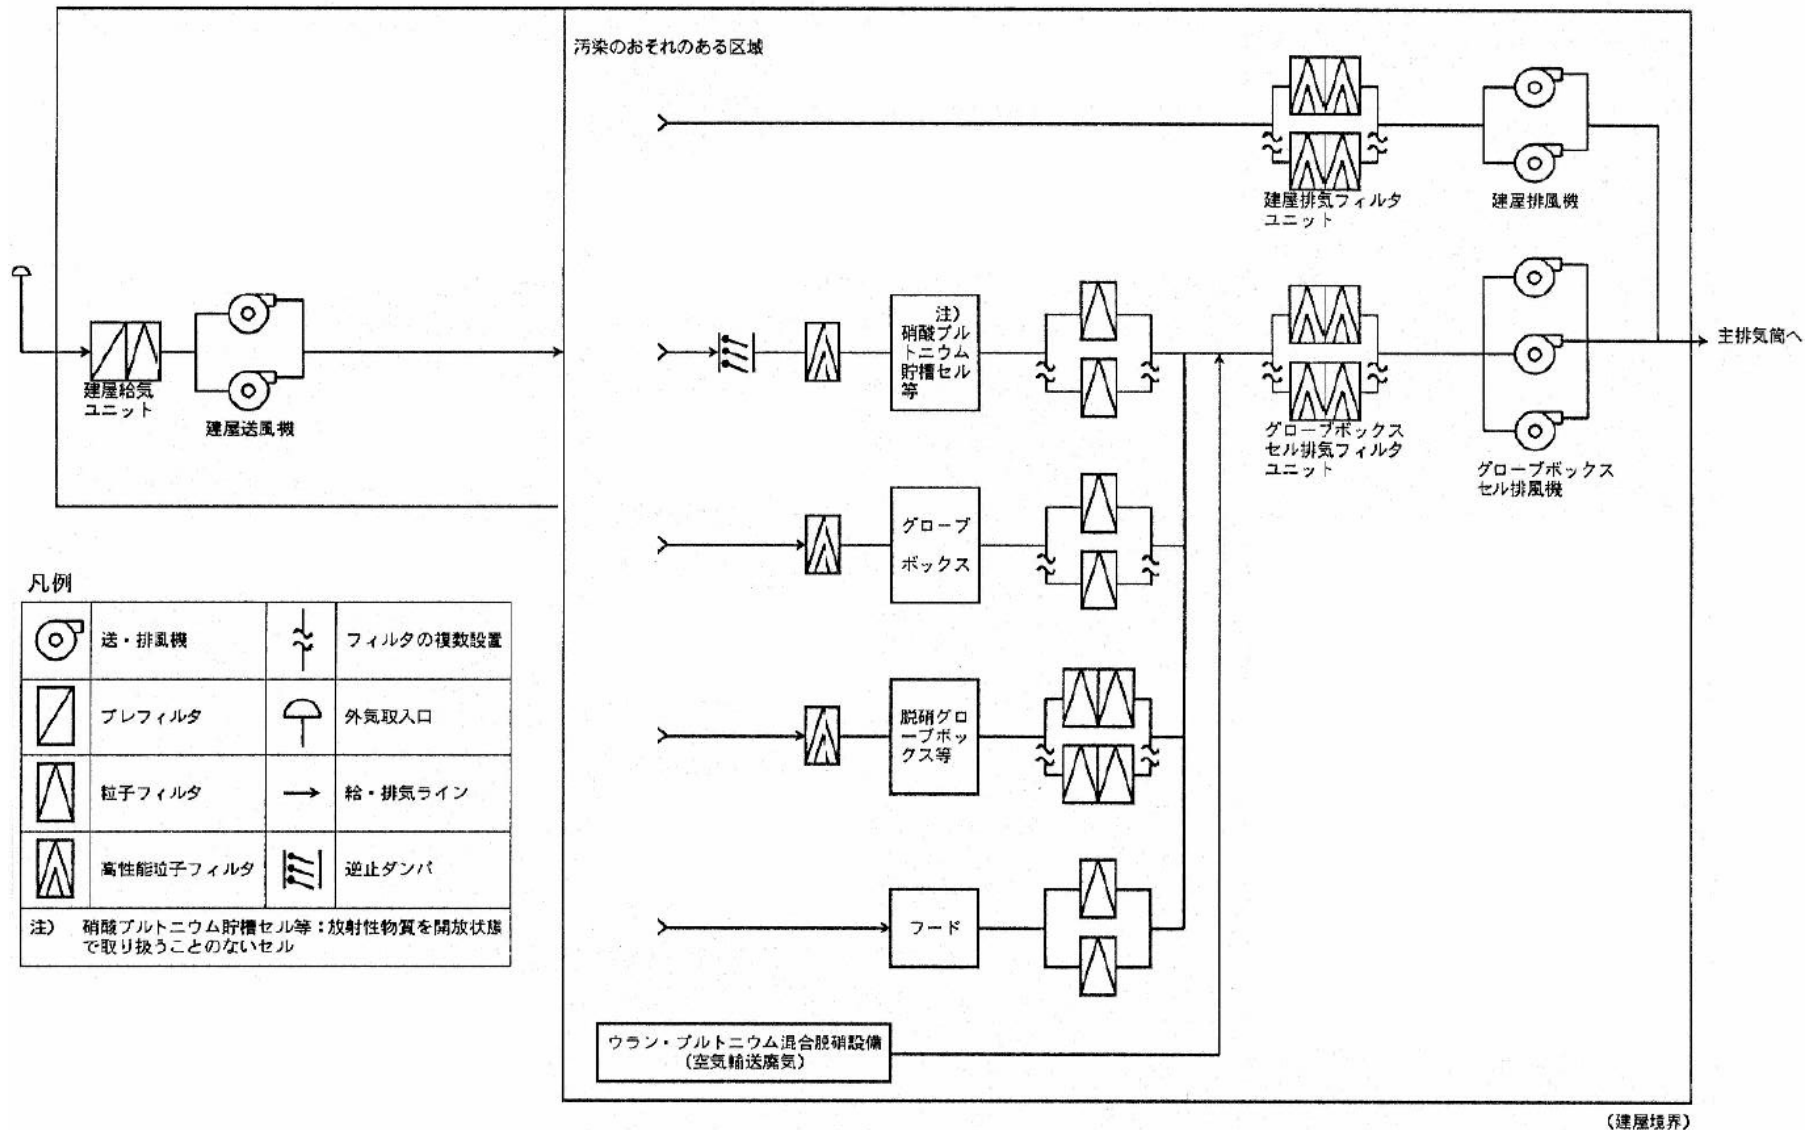 汚染のおそれのある区域
建屋排気フィルタ
ユニット
建屋排風機
建屋給気
ユニット
建屋送風機
注）
硝酸プル
トニウム
貯槽セル
等
グローブボックス
セル排気フィルタ
ユニット
グローブボックス
セル排風機
主排気筒へ
グローブ
ボックス
脱硝グロ
ーブボッ
クス等
フード
ウラン・プルトニウム混合脱硝設備
（空気輸送廃気）
（建屋境界）
凡例
送・排風機
フィルタの複数設置
プレフィルタ
外気取入口
粒子フィルタ
給・排気ライン
高性能粒子フィルタ
逆止ダンパ
注） 硝酸プルトニウム貯槽セル等：放射性物質を開放状態
で取り扱うことのないセル